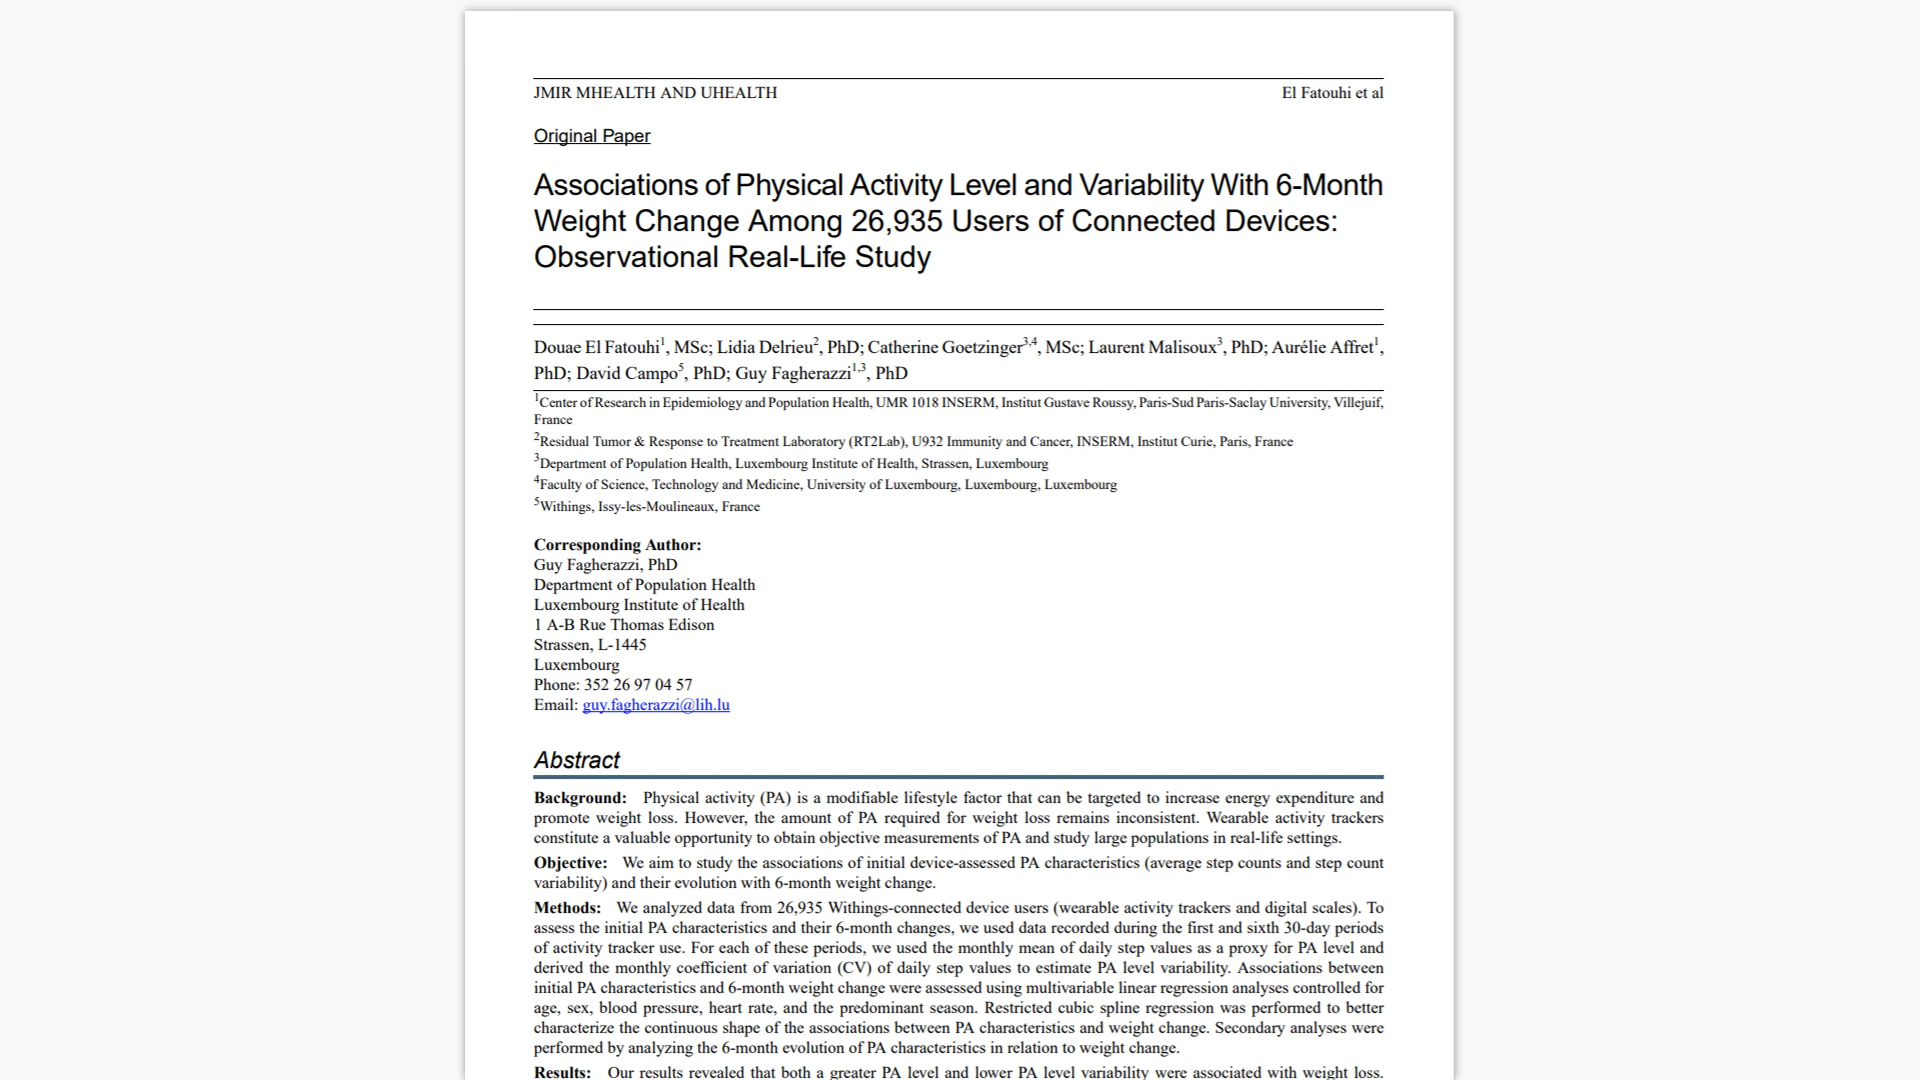 JMIR MHEALTH AND UHEALTH El Fatouhi et al
Original Paper
Associations of Physical Activity Level and Variability With 6-Month
Weight Change Among 26,935 Users of Connected Devices:
Observational Real-Life Study
Douae El Fatouhi1, MSc; Lidia Delrieu2, PhD; Catherine Goetzinger3,4, MSc; Laurent Malisoux3, PhD; Aurélie Affret1,
PhD; David Campo5, PhD; Guy Fagherazzi1,3, PhD
1Center of Research in Epidemiology and Population Health, UMR 1018 INSERM, Institut Gustave Roussy, Paris-Sud Paris-Saclay University, Villejuif,
France
2Residual Tumor & Response to Treatment Laboratory (RT2Lab), U932 Immunity and Cancer, INSERM, Institut Curie, Paris, France
3Department of Population Health, Luxembourg Institute of Health, Strassen, Luxembourg
4Faculty of Science, Technology and Medicine, University of Luxembourg, Luxembourg, Luxembourg
5Withings, Issy-les-Moulineaux, France
Corresponding Author:
Guy Fagherazzi, PhD
Department of Population Health
Luxembourg Institute of Health
1 A-B Rue Thomas Edison
Strassen, L-1445
Luxembourg
Phone: 352 26 97 04 57
Email: guy.fagherazzi@lih.lu
Abstract
Background: Physical activity (PA) is a modifiable lifestyle factor that can be targeted to increase energy expenditure and
promote weight loss. However, the amount of PA required for weight loss remains inconsistent. Wearable activity trackers
constitute a valuable opportunity to obtain objective measurements of PA and study large populations in real-life settings.
Objective: We aim to study the associations of initial device-assessed PA characteristics (average step counts and step count
variability) and their evolution with 6-month weight change.
Methods: We analyzed data from 26,935 Withings-connected device users (wearable activity trackers and digital scales). To
assess the initial PA characteristics and their 6-month changes, we used data recorded during the first and sixth 30-day periods
of activity tracker use. For each of these periods, we used the monthly mean of daily step values as a proxy for PA level and
derived the monthly coefficient of variation (CV) of daily step values to estimate PA level variability. Associations between
initial PA characteristics and 6-month weight change were assessed using multivariable linear regression analyses controlled for
age, sex, blood pressure, heart rate, and the predominant season. Restricted cubic spline regression was performed to better
characterize the continuous shape of the associations between PA characteristics and weight change. Secondary analyses were
performed by analyzing the 6-month evolution of PA characteristics in relation to weight change.
Results: Our results revealed that both a greater PA level and lower PA level variability were associated with weight loss.